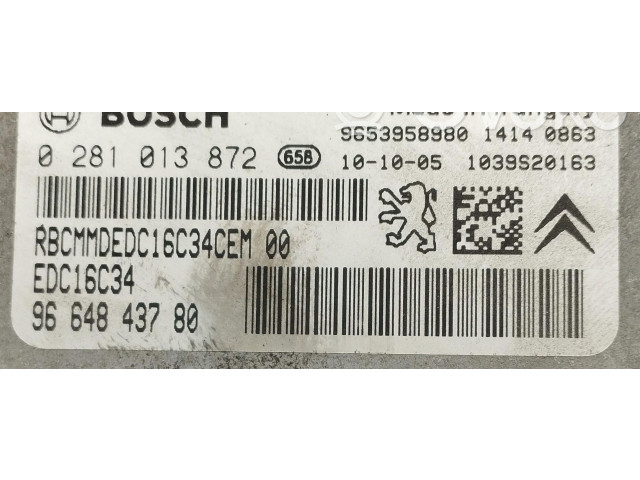 BOSCH
9653958980 1414 0863
0 281 013 872 658 10-10-05 1039S20163
RBCMMDEDC16C34CEM 00
EDC16C34
96 648 437 80